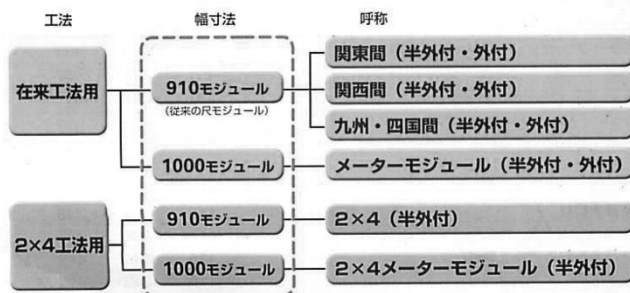 工法 幅寸法 呼称
在来工法用
910モジュール
(従来の尺モジュール)
関東間（半外付・外付）
関西間（半外付・外付）
九州・四国間（半外付・外付）
1000モジュール
メーターモジュール（半外付・外付）
2×4工法用
910モジュール
2×4（半外付）
1000モジュール
2×4メーターモジュール（半外付）